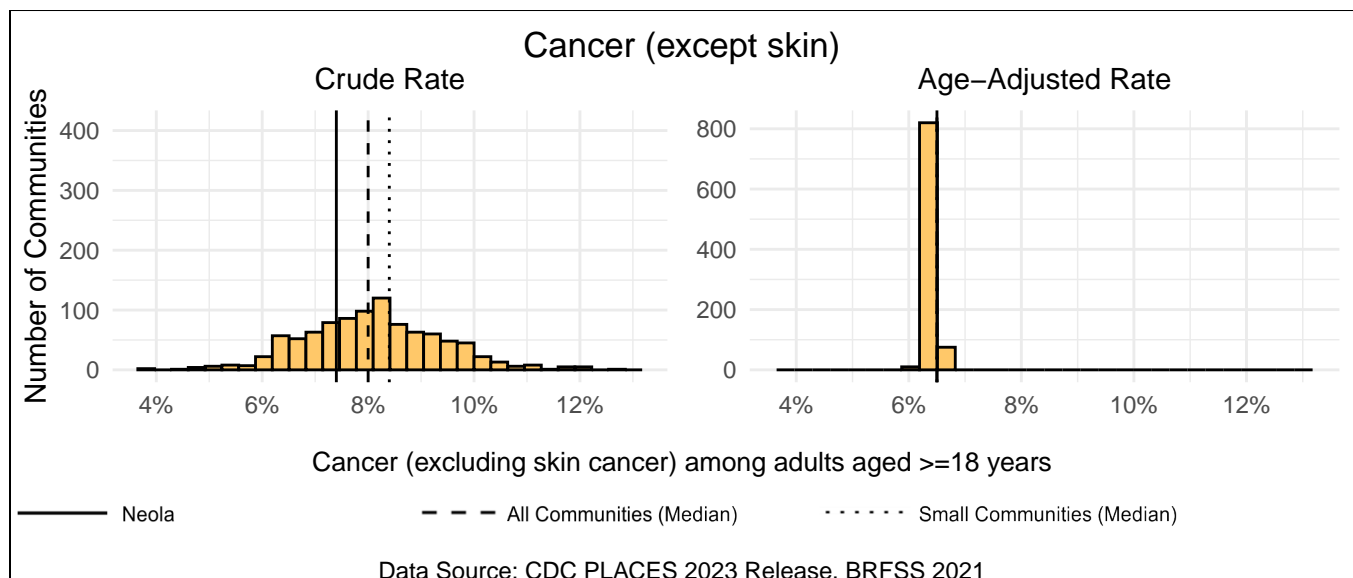 Cancer (except skin)
Crude Rate
Age−Adjusted Rate
Number of Communities
400
300
200
100
0
4%
6%
8%
10%
12%
800
600
400
200
0
4%
6%
8%
10%
12%
Cancer (excluding skin cancer) among adults aged >=18 years
Neola
All Communities (Median)
Small Communities (Median)
Data Source: CDC PLACES 2023 Release, BRFSS 2021